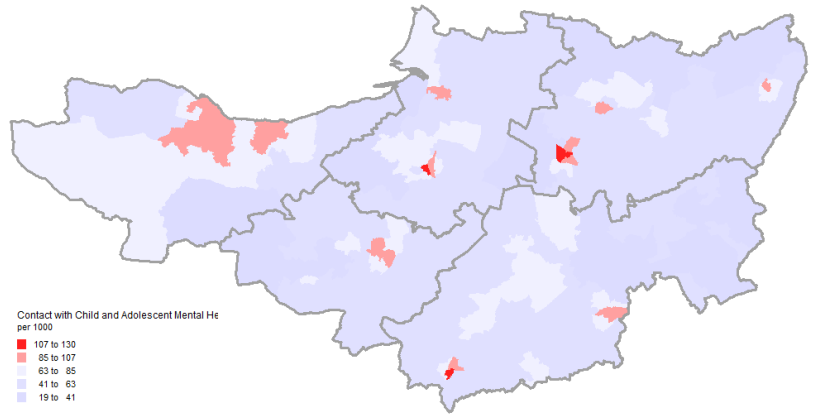 Contact with Child and Adolescent Mental He
per 1000
107 to 130
85 to 107
63 to 85
41 to 63
19 to 41